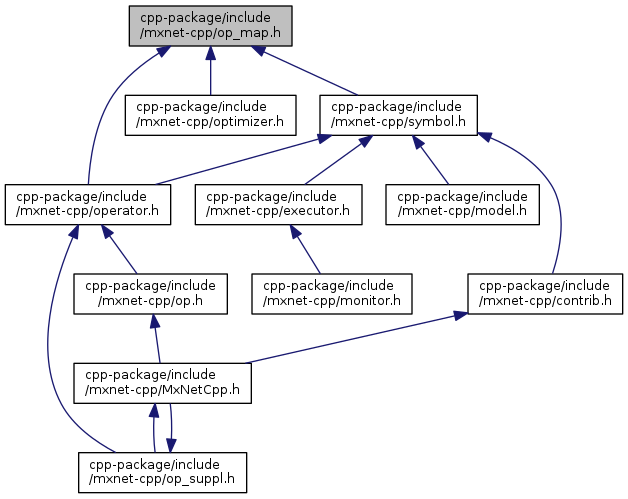 cpp-package/include
/mxnet-cpp/op_map.h
cpp-package/include
/mxnet-cpp/optimizer.h
cpp-package/include
/mxnet-cpp/symbol.h
cpp-package/include
/mxnet-cpp/operator.h
cpp-package/include
/mxnet-cpp/executor.h
cpp-package/include
/mxnet-cpp/model.h
cpp-package/include
/mxnet-cpp/op.h
cpp-package/include
/mxnet-cpp/monitor.h
cpp-package/include
/mxnet-cpp/contrib.h
cpp-package/include
/mxnet-cpp/MxNetCpp.h
cpp-package/include
/mxnet-cpp/op_suppl.h